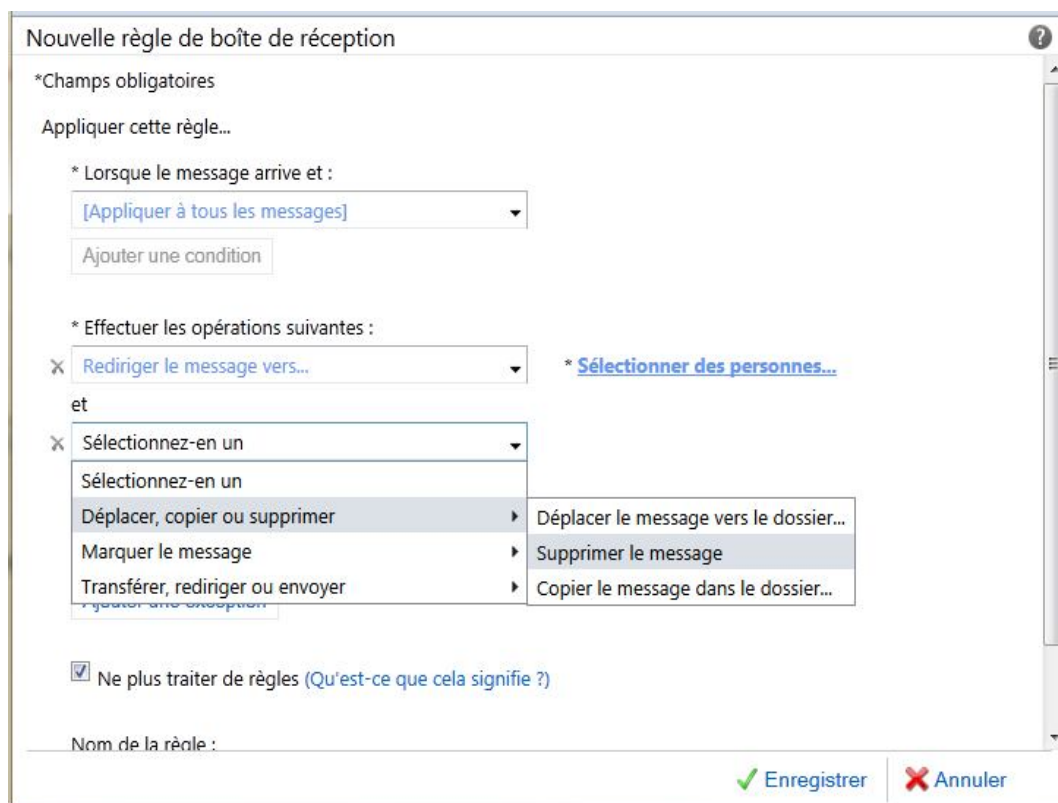 Nouvelle règle de boîte de réception
*Champs obligatoires
Appliquer cette règle...
* Lorsque le message arrive et :
[Appliquer à tous les messages]
Ajouter une condition
* Effectuer les opérations suivantes :
Rediriger le message vers... * Sélectionner des personnes...
et
Sélectionnez-en un
Sélectionnez-en un
Déplacer, copier ou supprimer Déplacer le message vers le dossier...
Marquer le message Supprimer le message
Transférer, rediriger ou envoyer Copier le message dans le dossier...
Ajouter une exception
Ne plus traiter de règles (Qu'est-ce que cela signifie ?)
Nom de la règle :
Enregistrer Annuler